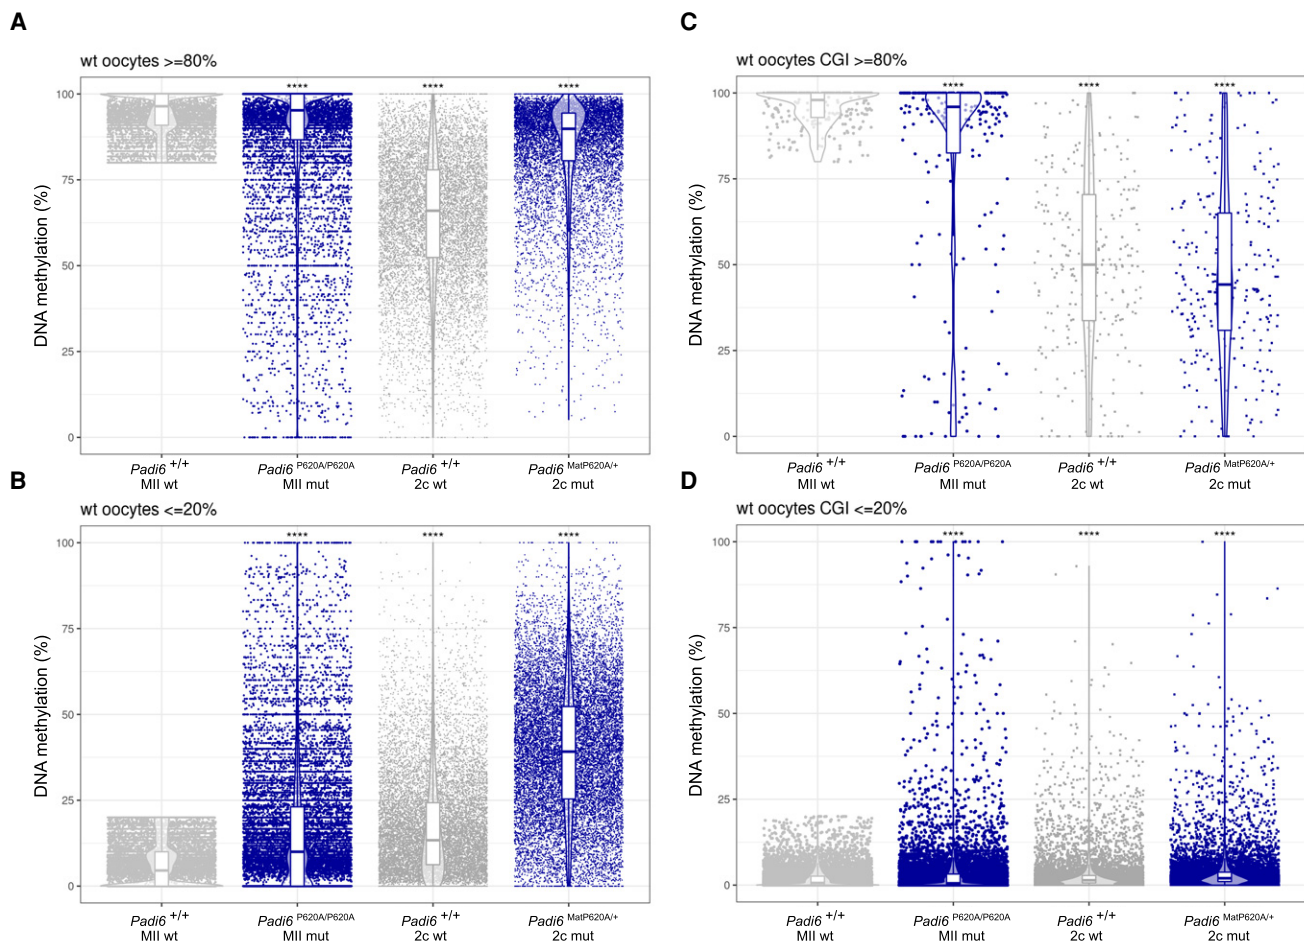 A
wt oocytes >=80%
DNA methylation (%)
100
75
50
25
0
**** **** ****
Padi6 +/+ Padi6 P620A/P620A Padi6 +/+ Padi6 MatP620A/+
MII wt MII mut 2c wt 2c mut
B
wt oocytes <=20%
DNA methylation (%)
100
75
50
25
0
**** **** ****
Padi6 +/+ Padi6 P620A/P620A Padi6 +/+ Padi6 MatP620A/+
MII wt MII mut 2c wt 2c mut
C
wt oocytes CGI >=80%
DNA methylation (%)
100
75
50
25
0
**** **** ****
Padi6 +/+ Padi6 P620A/P620A Padi6 +/+ Padi6 MatP620A/+
MII wt MII mut 2c wt 2c mut
D
wt oocytes CGI <=20%
DNA methylation (%)
100
75
50
25
0
**** **** ****
Padi6 +/+ Padi6 P620A/P620A Padi6 +/+ Padi6 MatP620A/+
MII wt MII mut 2c wt 2c mut